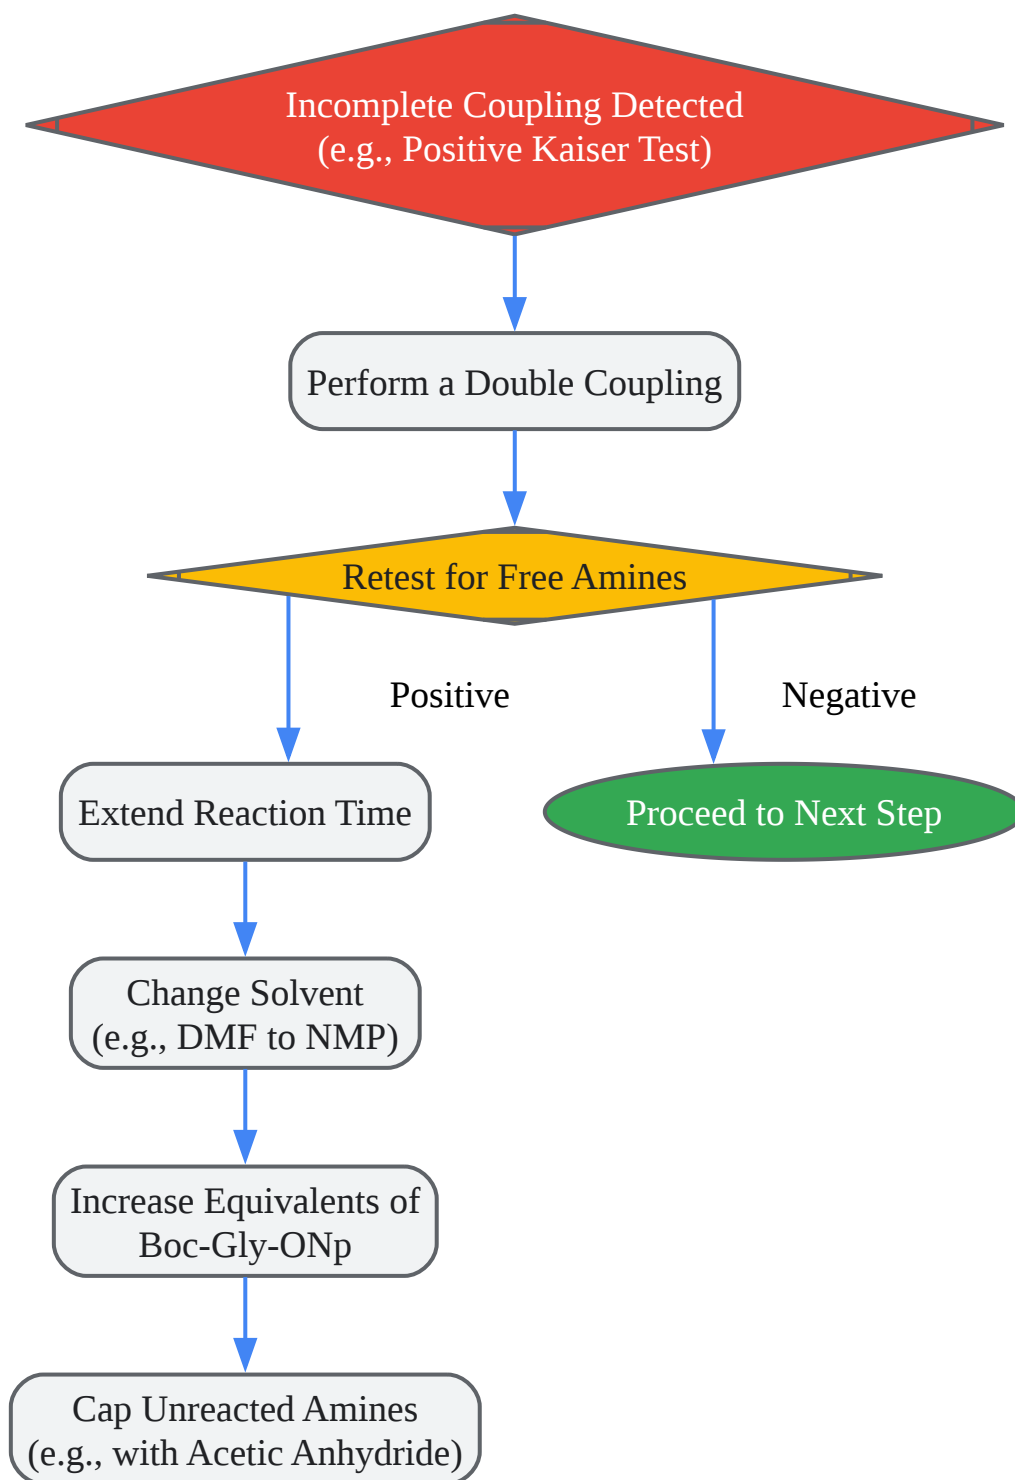 Incomplete Coupling Detected
(e.g., Positive Kaiser Test)
Perform a Double Coupling
Retest for Free Amines
Positive
Negative
Extend Reaction Time
Proceed to Next Step
Change Solvent
(e.g., DMF to NMP)
Increase Equivalents of
Boc-Gly-ONp
Cap Unreacted Amines
(e.g., with Acetic Anhydride)